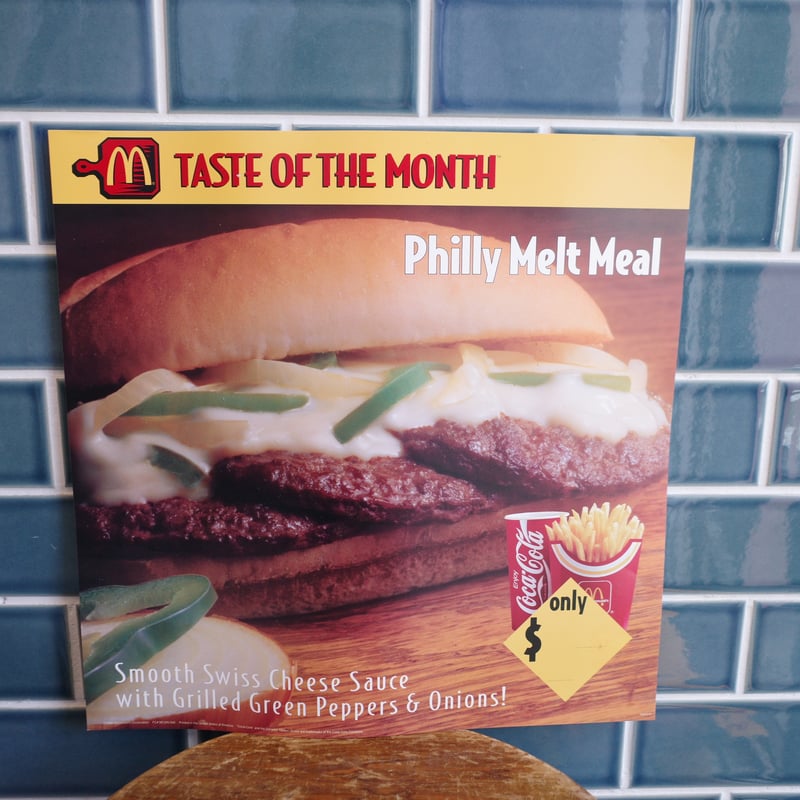 TASTE OF THE MONTH
Philly Melt Meal
Enjoy
Coca-Cola
only
$
Smooth Swiss Cheese Sauce
with Grilled Green Peppers & Onions!